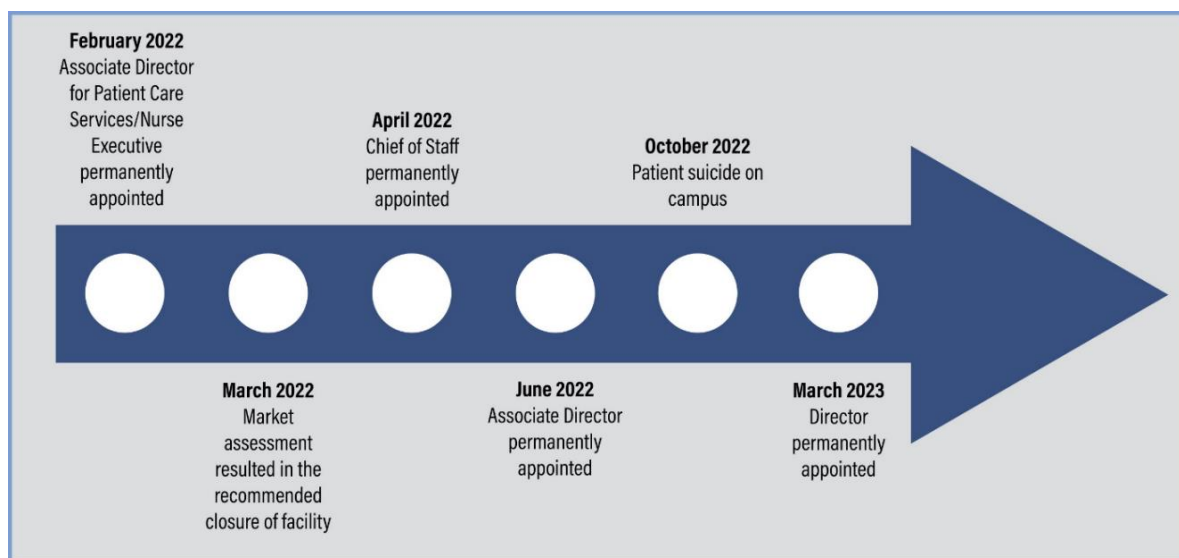 February 2022
Associate Director
for Patient Care
Services/Nurse
Executive
permanently
appointed
March 2022
Market
assessment
resulted in the
recommended
closure of facility
April 2022
Chief of Staff
permanently
appointed
June 2022
Associate Director
permanently
appointed
October 2022
Patient suicide on
campus
March 2023
Director
permanently
appointed